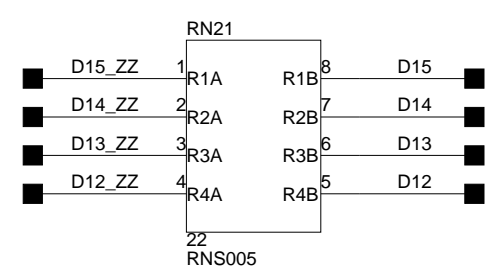 RN21
D15_ZZ 1 R1A R1B 8 D15
D14_ZZ 2 R2A R2B 7 D14
D13_ZZ 3 R3A R3B 6 D13
D12_ZZ 4 R4A R4B 5 D12
22
RNS005